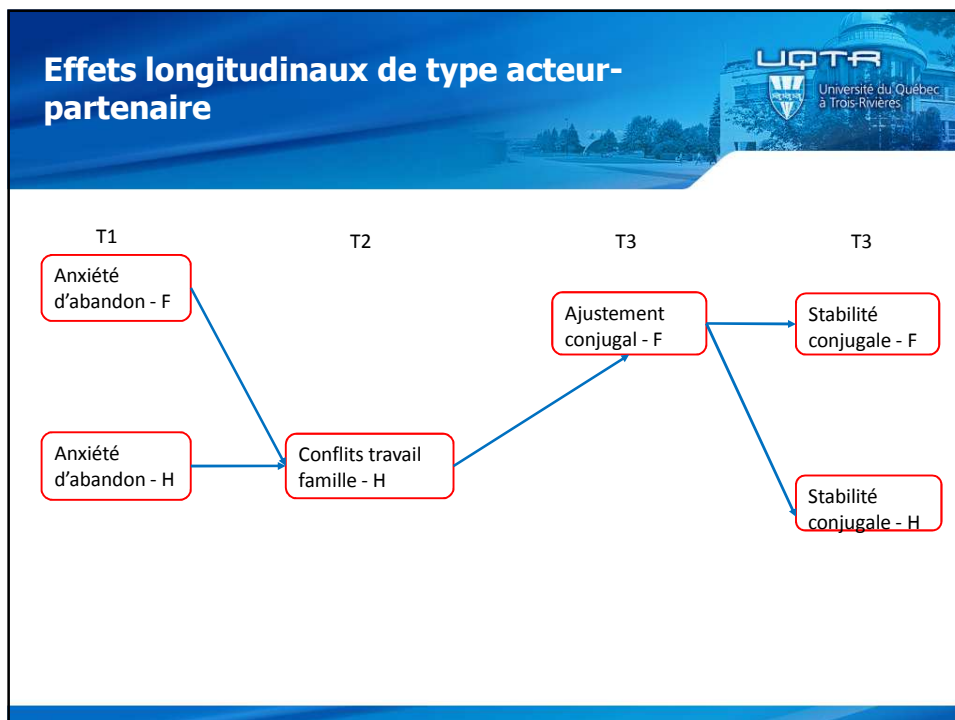 Effets longitudinaux de type acteur-
partenaire
UQTR
Université du Québec
à Trois-Rivières
T1
T2
T3
T3
Anxiété
d'abandon - F
Ajustement
conjugal - F
Stabilité
conjugale - F
Anxiété
d'abandon - H
Conflits travail
famille - H
Stabilité
conjugale - H